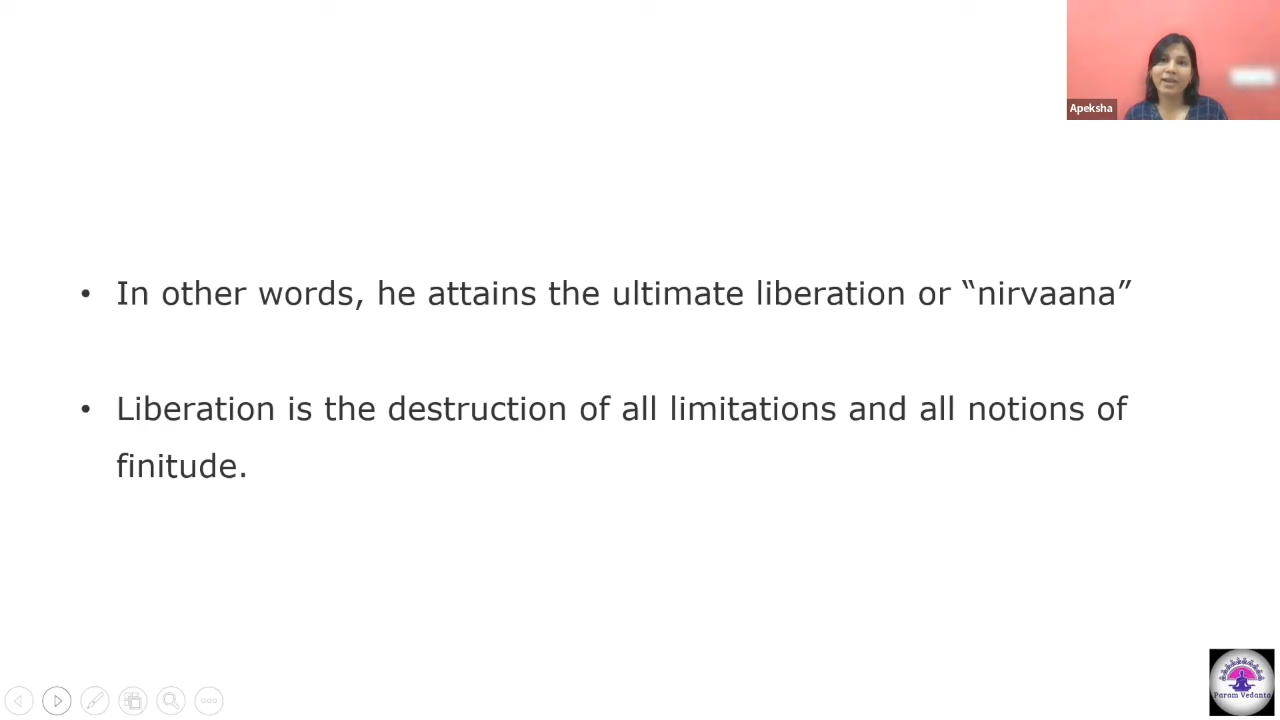 Apeksha
• In other words, he attains the ultimate liberation or “nirvaana”
• Liberation is the destruction of all limitations and all notions of
finitude.
Param Vedanta